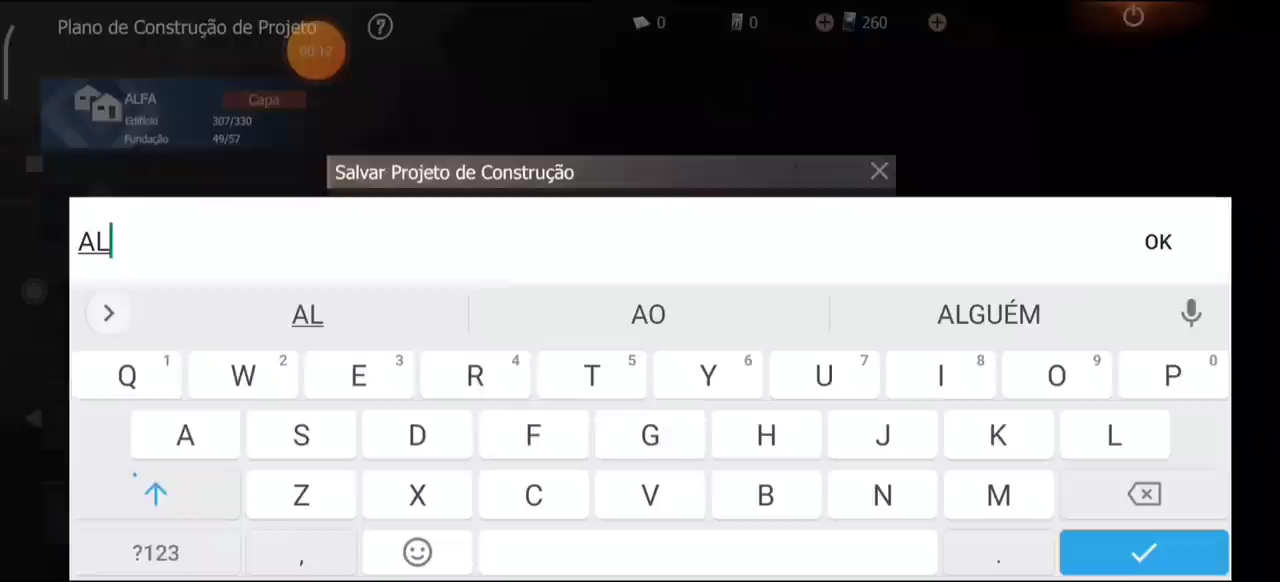 Plano de Construção de Projeto ? 0 0 260
00:12
ALFA Capa
Edifício 307/330
Fundação 49/57
Salvar Projeto de Construção
AL OK
AL AO ALGUÉM
Q 1 W 2 E 3 R 4 T 5 Y 6 U 7 I 8 O 9 P 0
A S D F G H J K L
Z X C V B N M
?123 , .